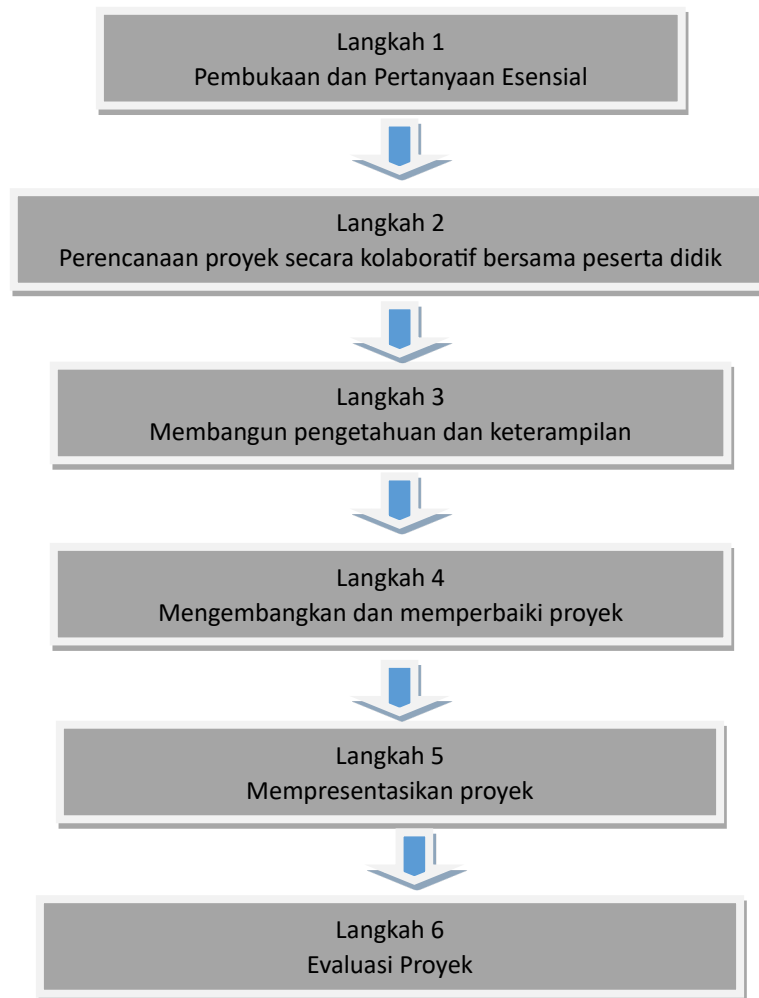 Langkah 1
Pembukaan dan Pertanyaan Esensial
Langkah 2
Perencanaan proyek secara kolaboratif bersama peserta didik
Langkah 3
Membangun pengetahuan dan keterampilan
Langkah 4
Mengembangkan dan memperbaiki proyek
Langkah 5
Mempresentasikan proyek
Langkah 6
Evaluasi Proyek